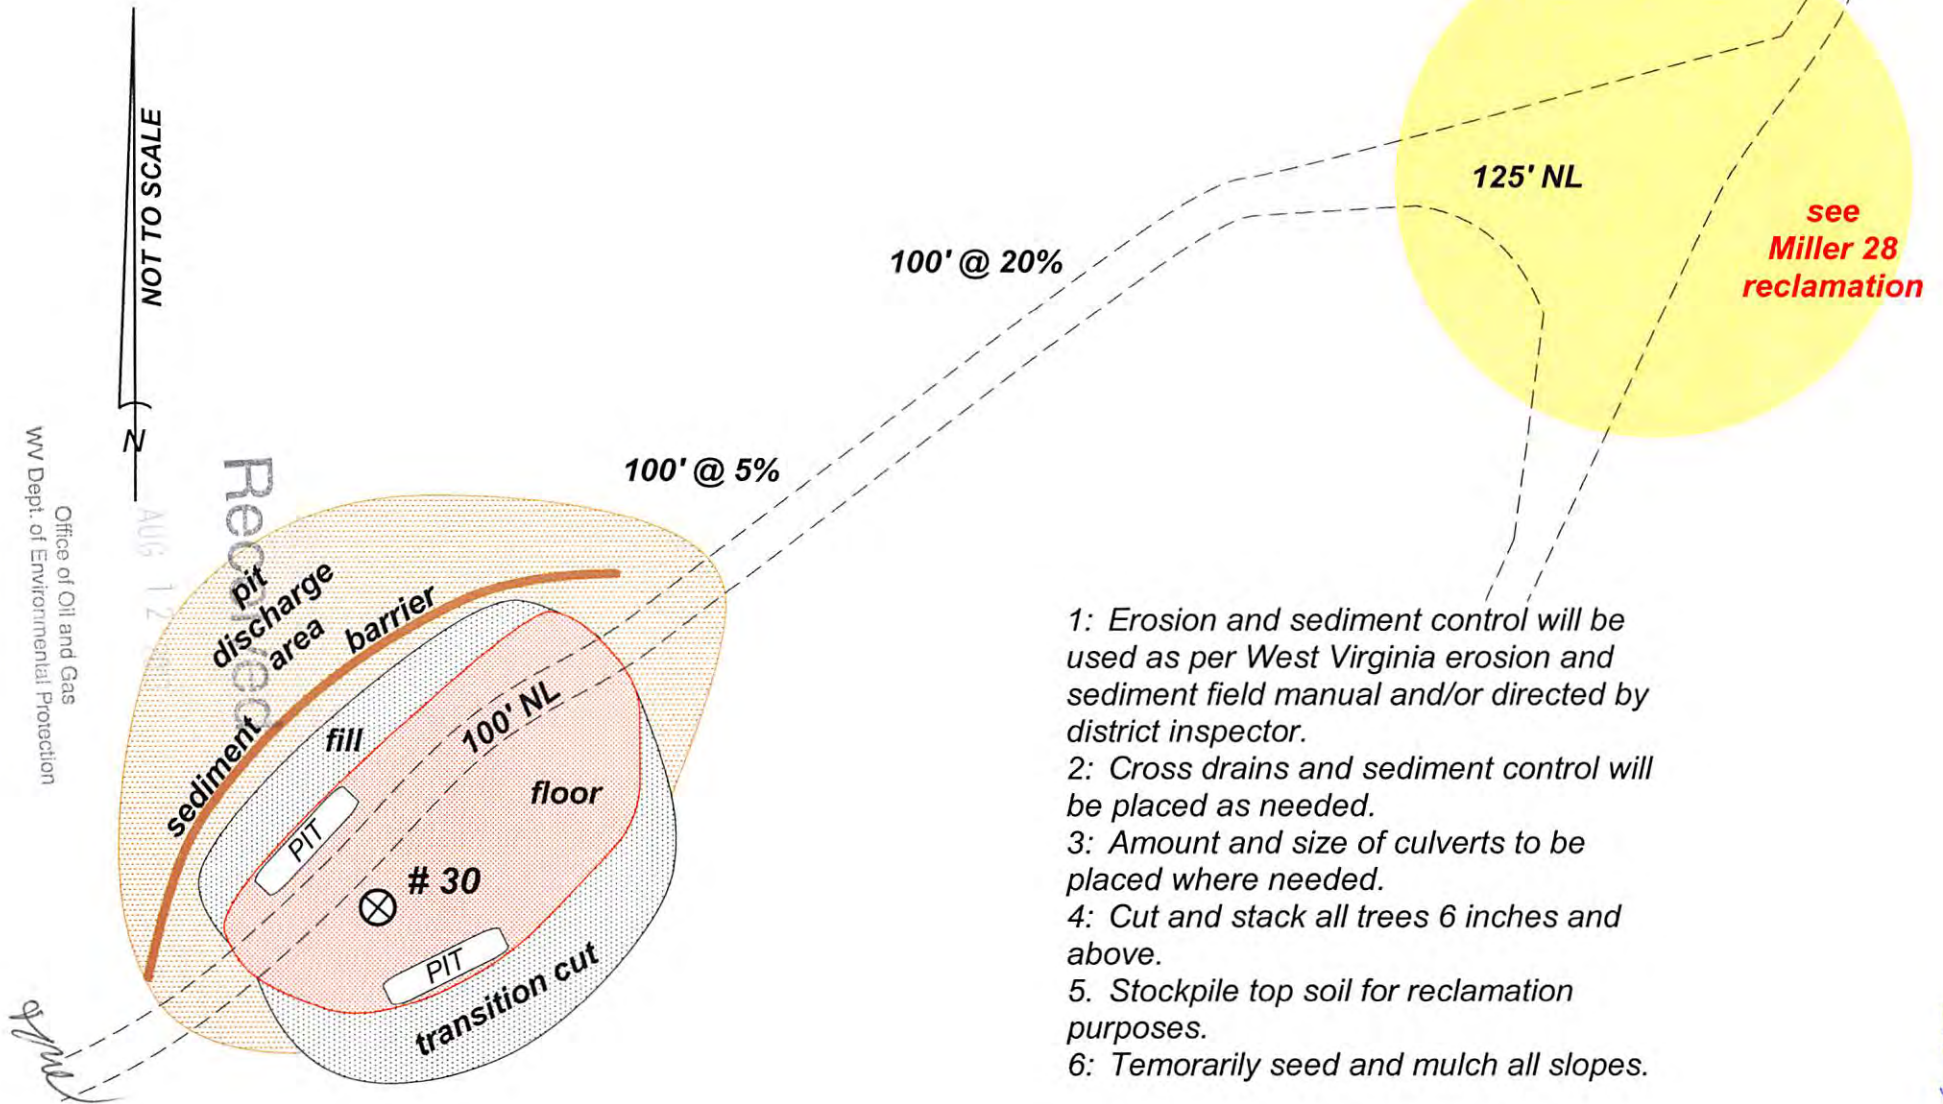 NOT TO SCALE
N
125' NL
see
Miller 28
reclamation
100' @ 20%
100' @ 5%
Received
AUG 12
Office of Oil and Gas
WV Dept. of Environmental Protection
pit
discharge
area
sediment barrier
fill
100' NL
floor
PIT
# 30
PIT
transition cut
1: Erosion and sediment control will be
used as per West Virginia erosion and
sediment field manual and/or directed by
district inspector.
2: Cross drains and sediment control will
be placed as needed.
3: Amount and size of culverts to be
placed where needed.
4: Cut and stack all trees 6 inches and
above.
5. Stockpile top soil for reclamation
purposes.
6: Temorarily seed and mulch all slopes.